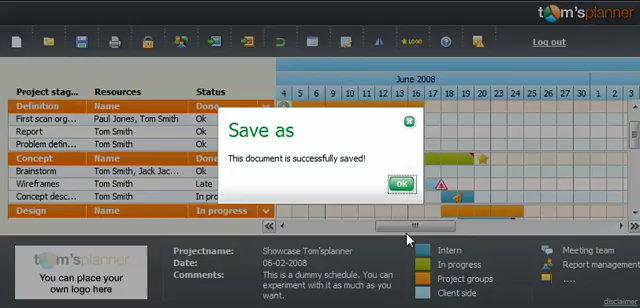 tom'splanner
DEMO
Log out
June 2008
Project stag... Resources Status
4 5 6 9 10 11 12 13 16 17 18 19 20 23 24 25 26 27 30 1 2 3
Definition Name Done
First scan org... Paul Jones, Tom Smith Ok
Report Tom Smith Ok
Problem defin... Tom Smith Ok
Concept Name
Brainstorm Tom Smith, Jack Jac... Ok
Wireframes Tom Smith Late
Concept desc... Tom Smith In pro
Design Name In progress
Save as
This document is successfully saved!
ok
tom'splanner
You can place your
own logo here
Projectname: Showcase Tom'splanner
Date: 06-02-2008
Comments: This is a dummy schedule. You can
experiment with it as much as you
want.
Intern
In progress
Project groups
Client side
Meeting team
Report management
....
disclaimer